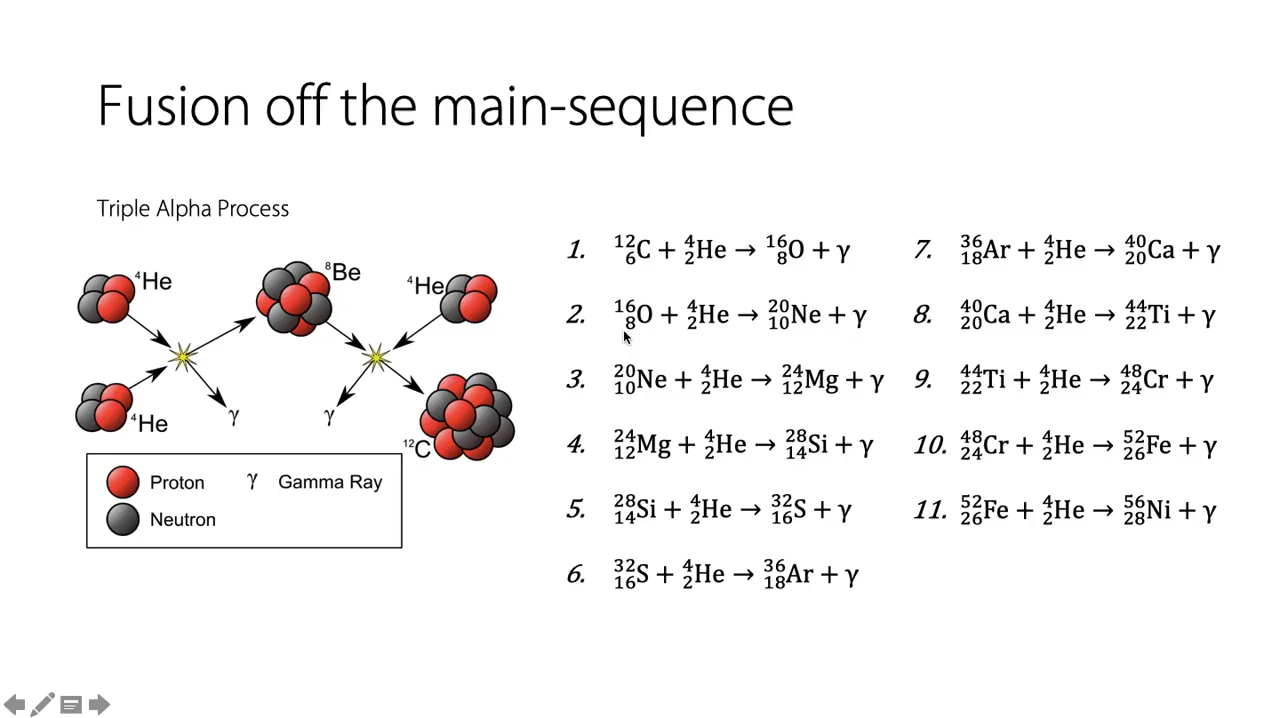 Fusion off the main-sequence
Triple Alpha Process
⁴He
⁸Be
⁴He
⁴He
γ
γ
¹²C
Proton
γ Gamma Ray
Neutron
1. ¹²₆C + ⁴₂He → ¹⁶₈O + γ
2. ¹⁶₈O + ⁴₂He → ²⁰₁₀Ne + γ
3. ²⁰₁₀Ne + ⁴₂He → ²⁴₁₂Mg + γ
4. ²⁴₁₂Mg + ⁴₂He → ²⁸₁₄Si + γ
5. ²⁸₁₄Si + ⁴₂He → ³²₁₆S + γ
6. ³²₁₆S + ⁴₂He → ³⁶₁₈Ar + γ
7. ³⁶₁₈Ar + ⁴₂He → ⁴⁰₂₀Ca + γ
8. ⁴⁰₂₀Ca + ⁴₂He → ⁴⁴₂₂Ti + γ
9. ⁴⁴₂₂Ti + ⁴₂He → ⁴⁸₂₄Cr + γ
10. ⁴⁸₂₄Cr + ⁴₂He → ⁵²₂₆Fe + γ
11. ⁵²₂₆Fe + ⁴₂He → ⁵⁶₂₈Ni + γ